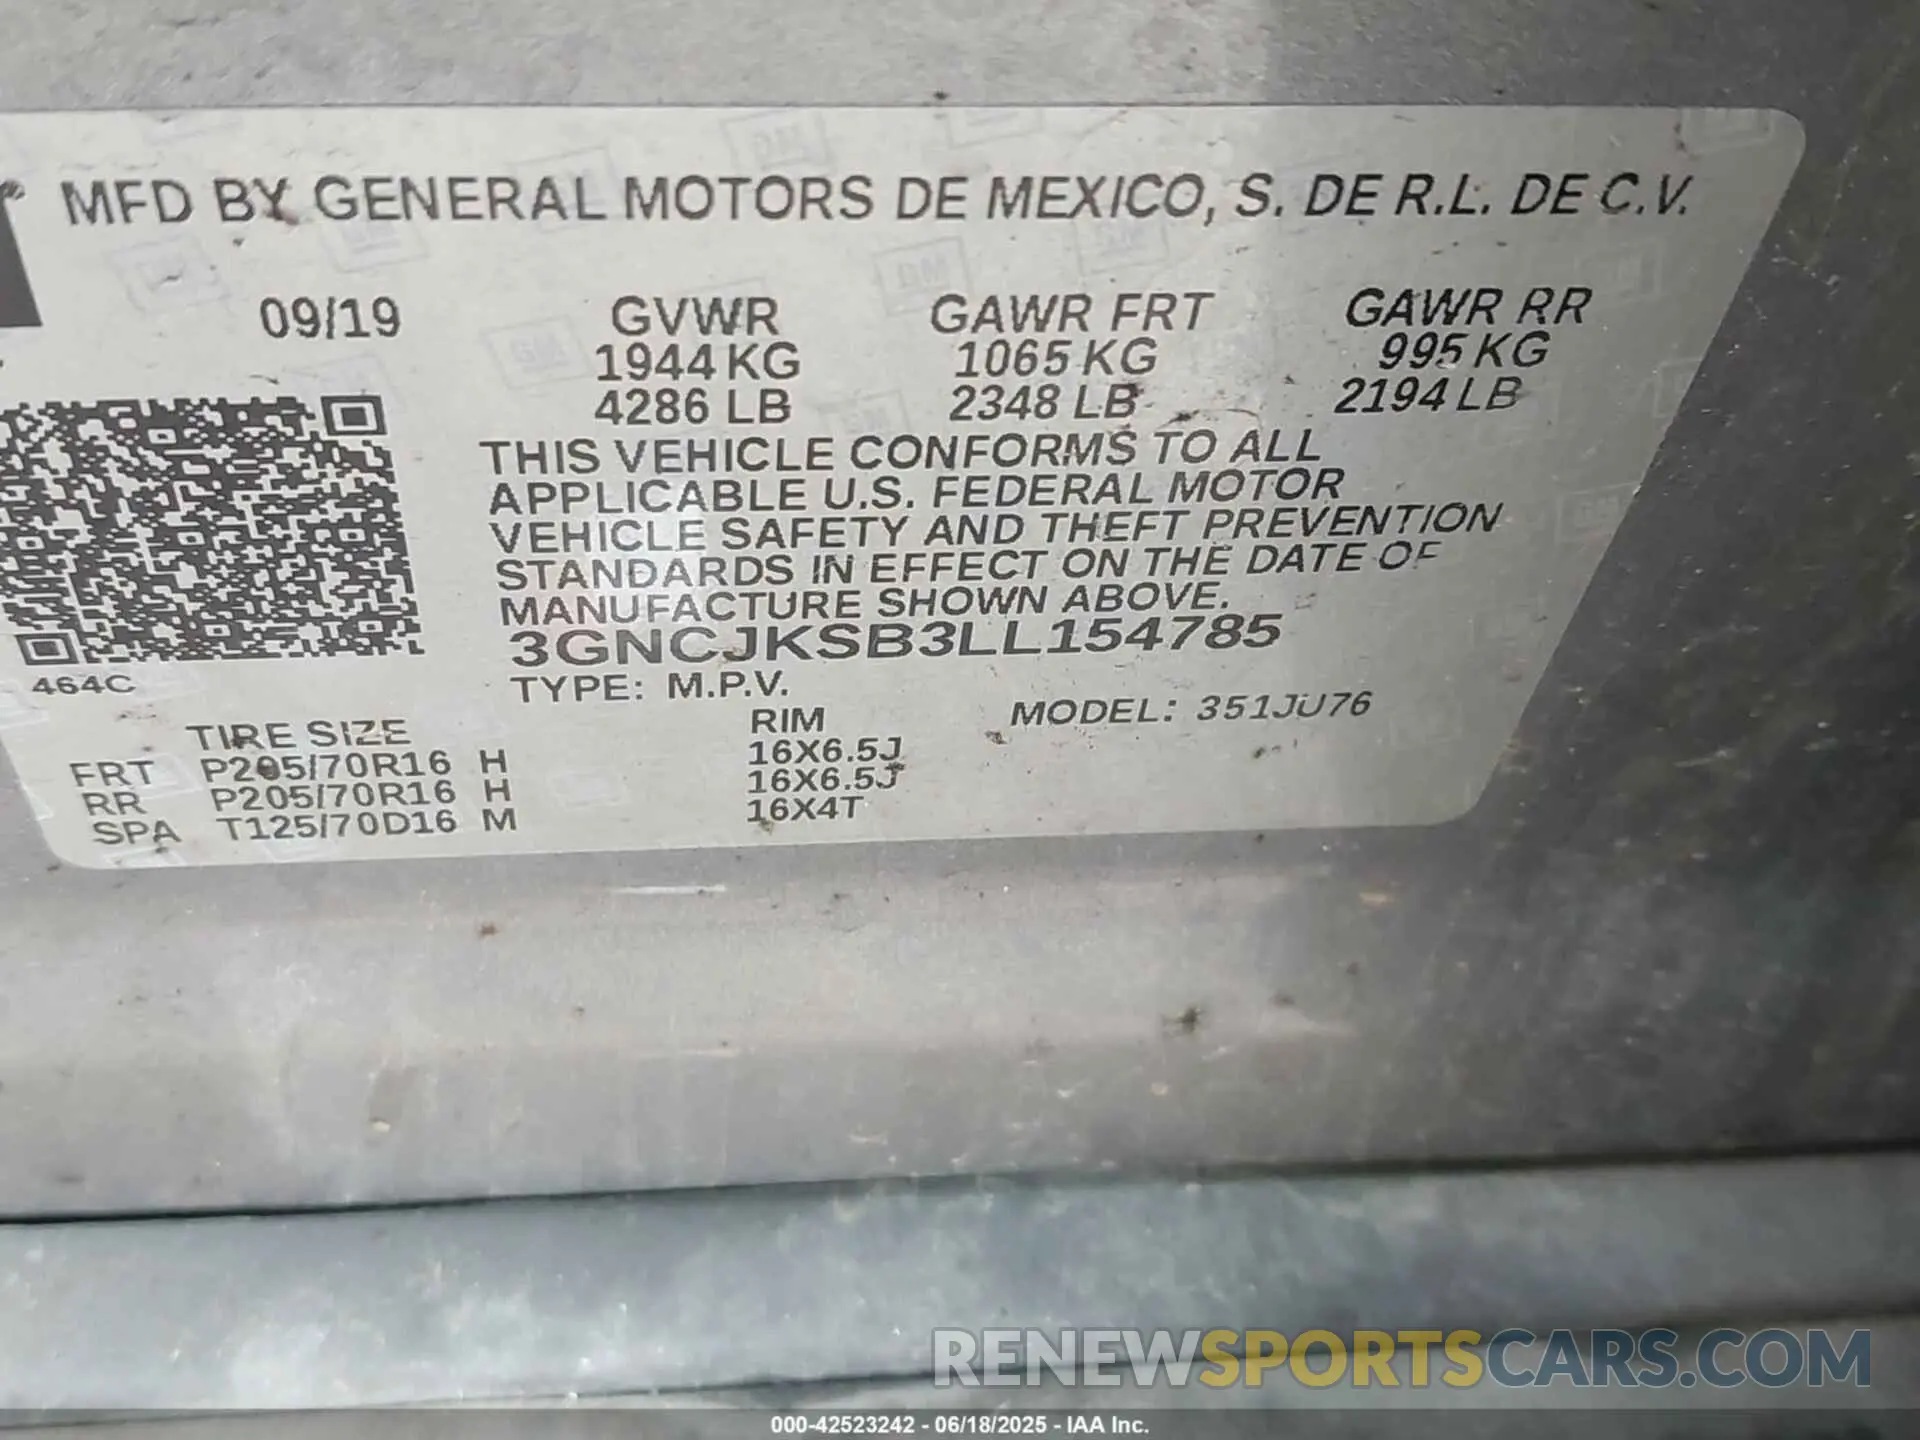 MFD BY GENERAL MOTORS DE MEXICO, S. DE R.L. DE C.V.
09/19 GVWR GAWR FRT GAWR RR
1944 KG 1065 KG 995 KG
4286 LB 2348 LB 2194 LB
THIS VEHICLE CONFORMS TO ALL
APPLICABLE U.S. FEDERAL MOTOR
VEHICLE SAFETY AND THEFT PREVENTION
STANDARDS IN EFFECT ON THE DATE OF
MANUFACTURE SHOWN ABOVE.
3GNCJKSB3LL154785
464C
TYPE: M.P.V.
MODEL: 351JU76
TIRE SIZE RIM
FRT P205/70R16 H 16X6.5J
RR P205/70R16 H 16X6.5J
SPA T125/70D16 M 16X4T
RENEWSPORTSCARS.COM
000-42523242 - 06/18/2025 - IAA Inc.